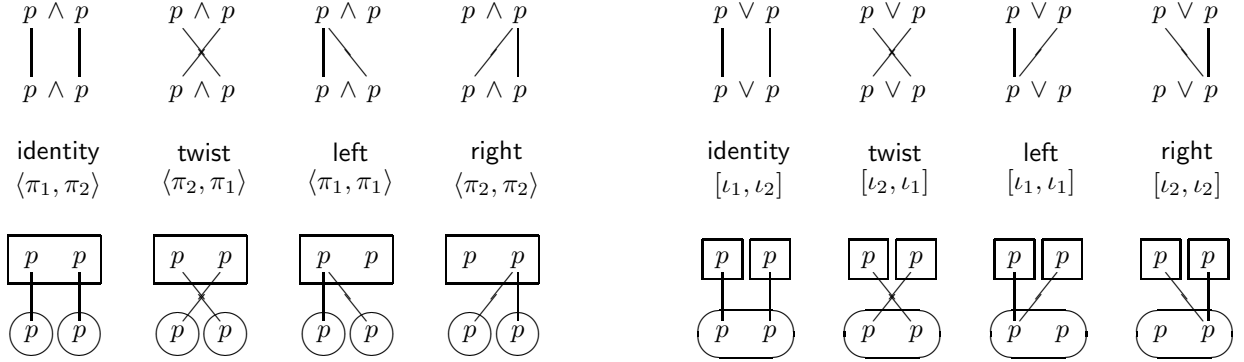 p ∧ p p ∧ p p ∧ p p ∧ p p ∨ p p ∨ p p ∨ p p ∨ p
p ∧ p p ∧ p p ∧ p p ∧ p p ∨ p p ∨ p p ∨ p p ∨ p
identity twist left right identity twist left right
⟨π₁, π₂⟩ ⟨π₂, π₁⟩ ⟨π₁, π₁⟩ ⟨π₂, π₂⟩ [ι₁, ι₂] [ι₂, ι₁] [ι₁, ι₁] [ι₂, ι₂]
p p p p p p p p p p p p p p p p
p p p p p p p p p p p p p p p p